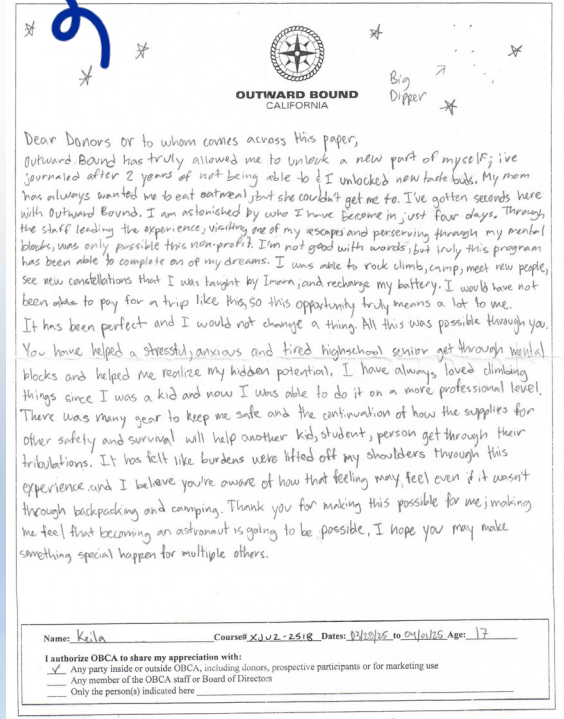 OUTWARD BOUND
CALIFORNIA
Big
Dipper
Dear Donors or to whom comes across this paper,
Outward Bound has truly allowed me to unlock a new part of myself; i've
journaled after 2 years of not being able to & I unlocked new taste buds. My mom
has always wanted me to eat oatmeal, but she couldn't get me to. I've gotten seconds here
with Outward Bound. I am astonished by who I have become in just four days. Through
the staff leading the experience, visiting one of my escapes and perserving through my mental
blocks, was only possible this non-profit. I'm not good with words, but truly this program
has been able to complete on of my dreams. I was able to rock climb, camp, meet new people,
see new constellations that I was taught by Imara, and recharge my battery. I would have not
been able to pay for a trip like this, so this opportunity truly means a lot to me.
It has been perfect and I would not change a thing. All this was possible through you.
You have helped a stressful, anxious and tired highschool senior get through mental
blocks and helped me realize my hidden potential. I have always loved climbing
things since I was a kid and now I was able to do it on a more professional level.
There was many gear to keep me safe and the continuation of how the supplies for
other safety and survival will help another kid, student, person get through their
tribulations. It has felt like burdens were lifted off my shoulders through this
experience, and I believe you're aware of how that feeling may feel even if it wasn't
through backpacking and camping. Thank you for making this possible for me; making
me feel that becoming an astronaut is going to be possible, I hope you may make
something special happen for multiple others.
Name: Keila Course# XJU2-251B Dates: 03/29/25 to 04/01/25 Age: 17
I authorize OBCA to share my appreciation with:
✓ Any party inside or outside OBCA, including donors, prospective participants or for marketing use
Any member of the OBCA staff or Board of Directors
Only the person(s) indicated here